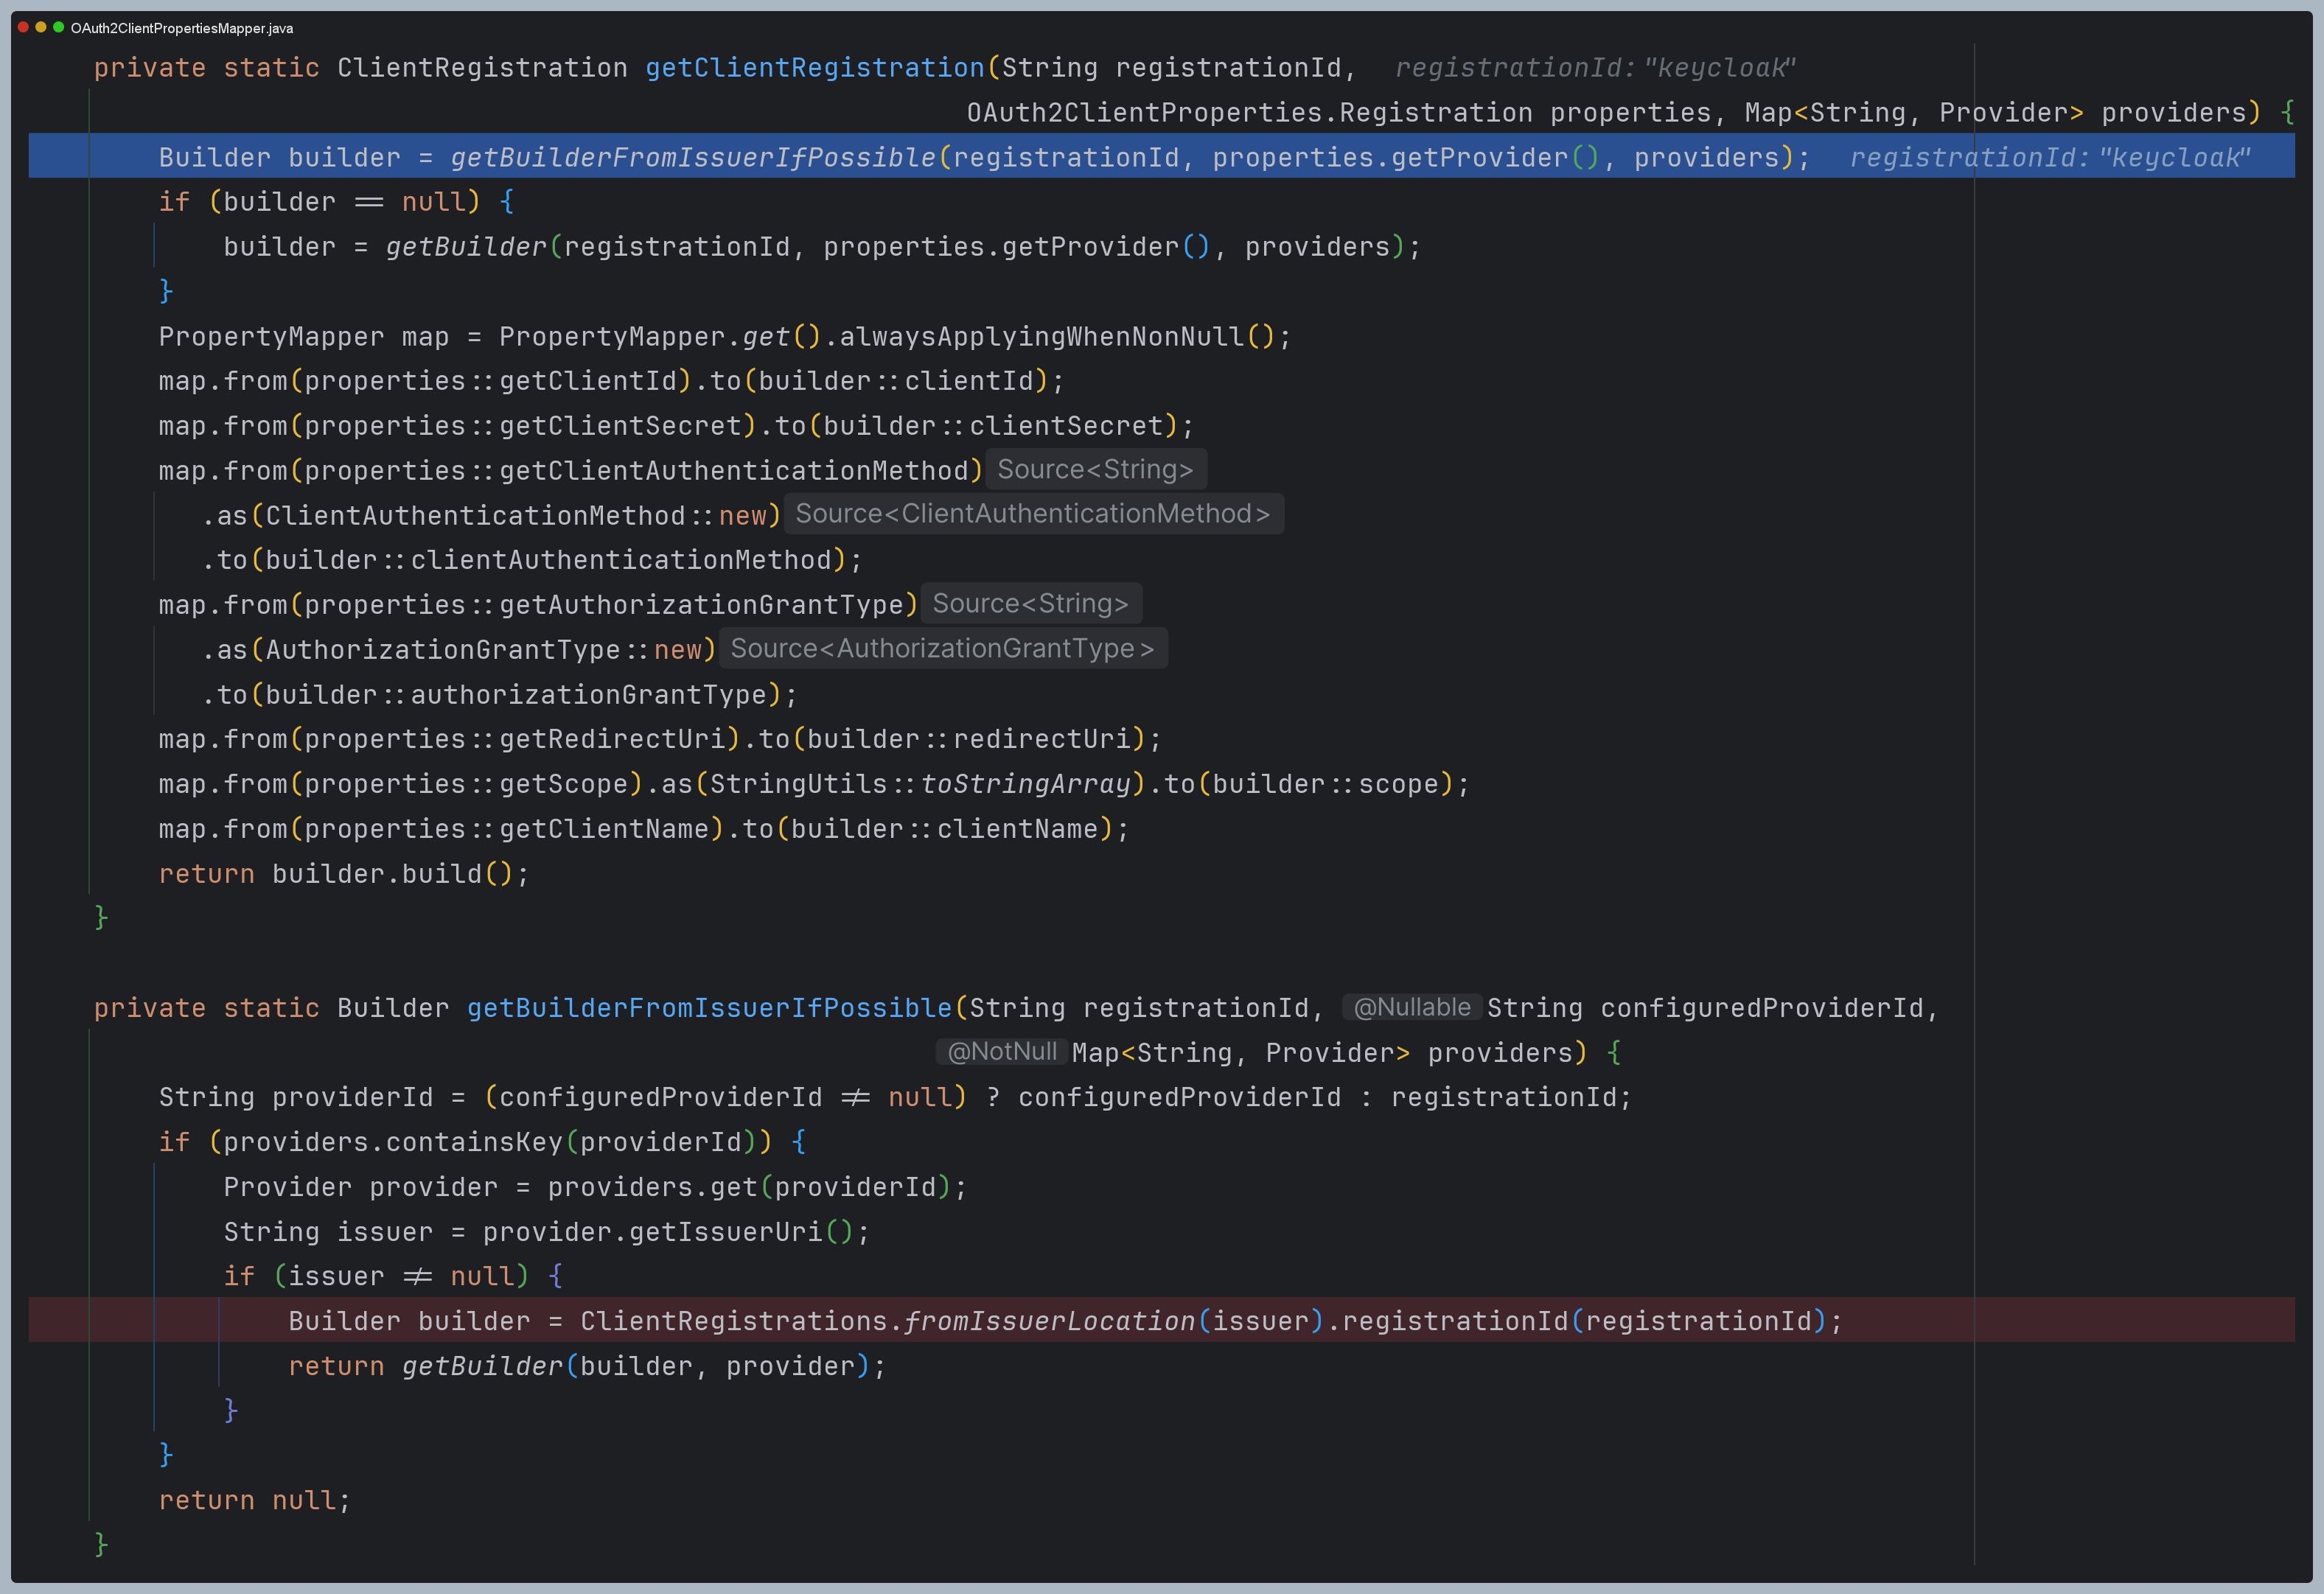 OAuth2ClientPropertiesMapper.java
private static ClientRegistration getClientRegistration(String registrationId,   registrationId: "keycloak"
OAuth2ClientProperties.Registration properties, Map<String, Provider> providers) {
Builder builder = getBuilderFromIssuerIfPossible(registrationId, properties.getProvider(), providers);   registrationId: "keycloak"
if (builder == null) {
builder = getBuilder(registrationId, properties.getProvider(), providers);
}
PropertyMapper map = PropertyMapper.get().alwaysApplyingWhenNonNull();
map.from(properties::getClientId).to(builder::clientId);
map.from(properties::getClientSecret).to(builder::clientSecret);
map.from(properties::getClientAuthenticationMethod) Source<String>
.as(ClientAuthenticationMethod::new) Source<ClientAuthenticationMethod>
.to(builder::clientAuthenticationMethod);
map.from(properties::getAuthorizationGrantType) Source<String>
.as(AuthorizationGrantType::new) Source<AuthorizationGrantType>
.to(builder::authorizationGrantType);
map.from(properties::getRedirectUri).to(builder::redirectUri);
map.from(properties::getScope).as(StringUtils::toStringArray).to(builder::scope);
map.from(properties::getClientName).to(builder::clientName);
return builder.build();
}
private static Builder getBuilderFromIssuerIfPossible(String registrationId, @Nullable String configuredProviderId,
@NotNull Map<String, Provider> providers) {
String providerId = (configuredProviderId != null) ? configuredProviderId : registrationId;
if (providers.containsKey(providerId)) {
Provider provider = providers.get(providerId);
String issuer = provider.getIssuerUri();
if (issuer != null) {
Builder builder = ClientRegistrations.fromIssuerLocation(issuer).registrationId(registrationId);
return getBuilder(builder, provider);
}
}
return null;
}